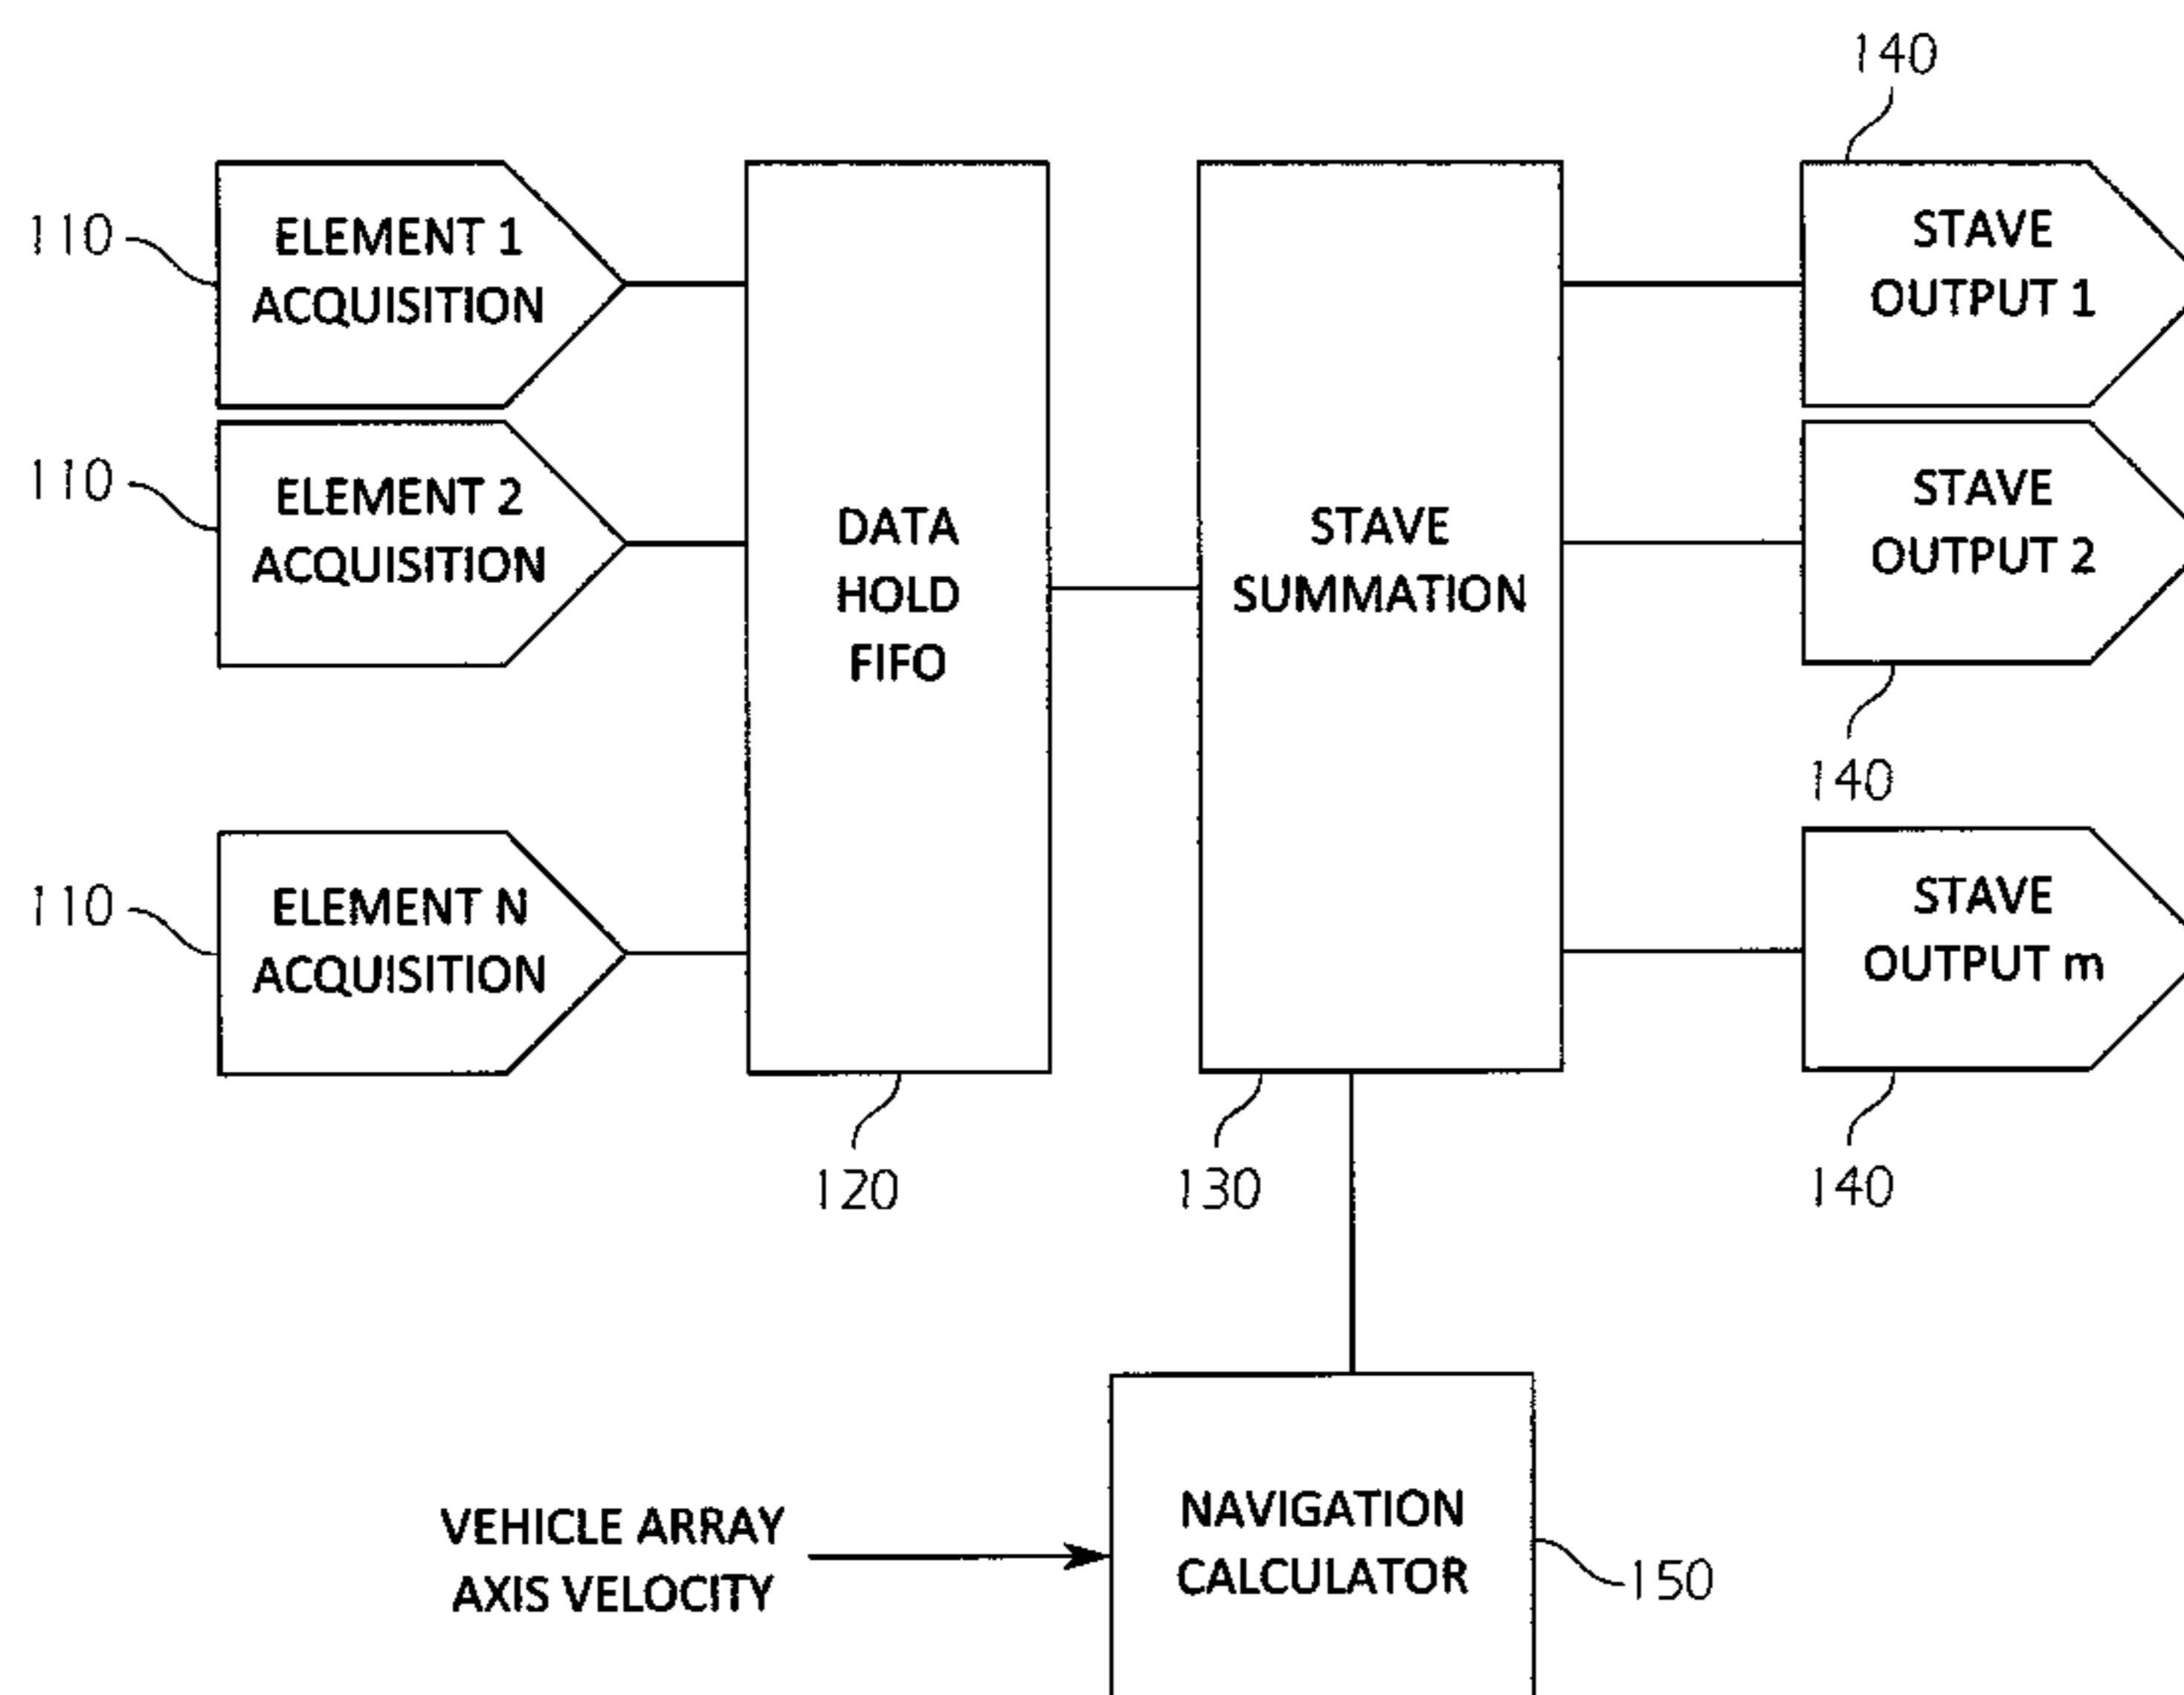 140
110
ELEMENT 1
ACQUISITION
STAVE
OUTPUT 1
110
ELEMENT 2
ACQUISITION
DATA
HOLD
FIFO
STAVE
SUMMATION
STAVE
OUTPUT 2
140
110
ELEMENT N
ACQUISITION
STAVE
OUTPUT m
120
130
140
VEHICLE ARRAY
AXIS VELOCITY
NAVIGATION
CALCULATOR
150